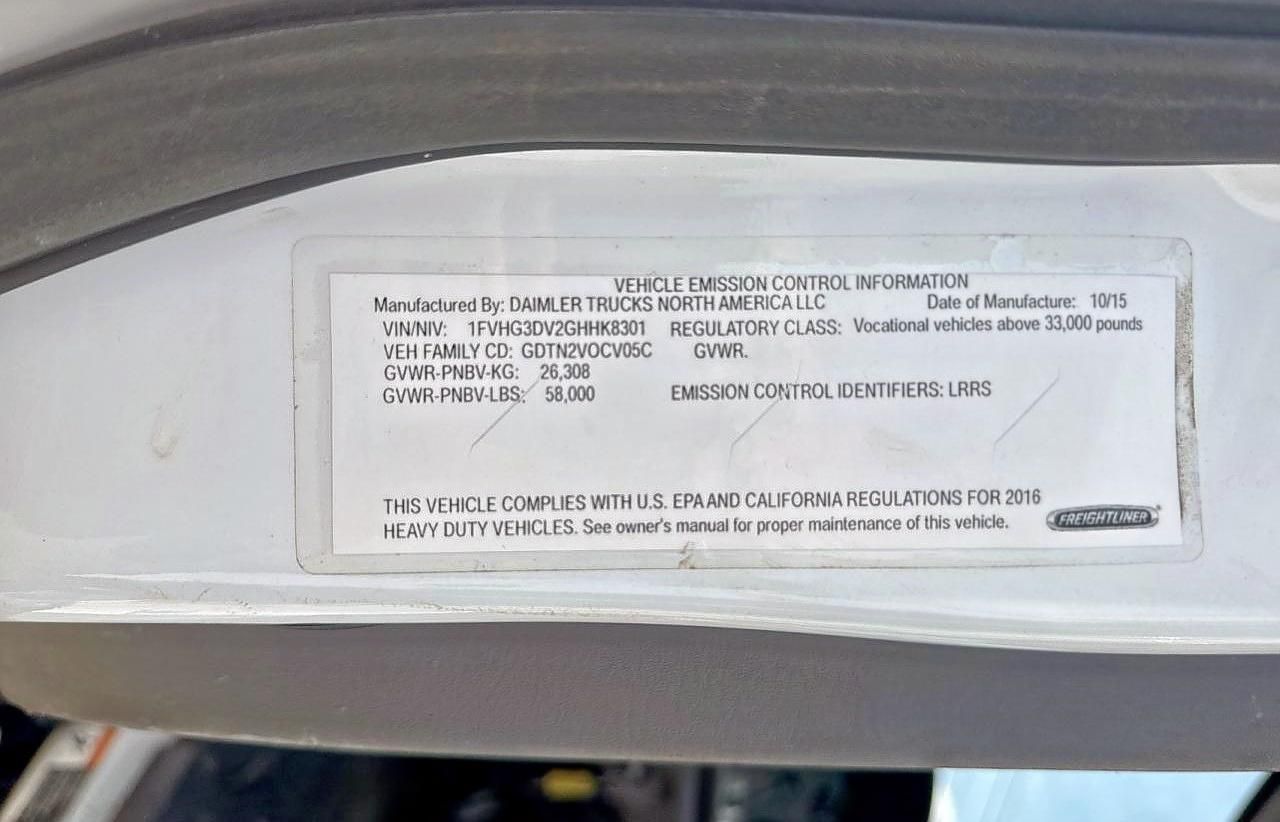 VEHICLE EMISSION CONTROL INFORMATION
Manufactured By: DAIMLER TRUCKS NORTH AMERICA LLC Date of Manufacture: 10/15
VIN/NIV: 1FVHG3DV2GHHK8301 REGULATORY CLASS: Vocational vehicles above 33,000 pounds
VEH FAMILY CD: GDTN2VOCV05C GVWR.
GVWR-PNBV-KG: 26,308
GVWR-PNBV-LBS: 58,000 EMISSION CONTROL IDENTIFIERS: LRRS
THIS VEHICLE COMPLIES WITH U.S. EPA AND CALIFORNIA REGULATIONS FOR 2016
HEAVY DUTY VEHICLES. See owner's manual for proper maintenance of this vehicle.
FREIGHTLINER